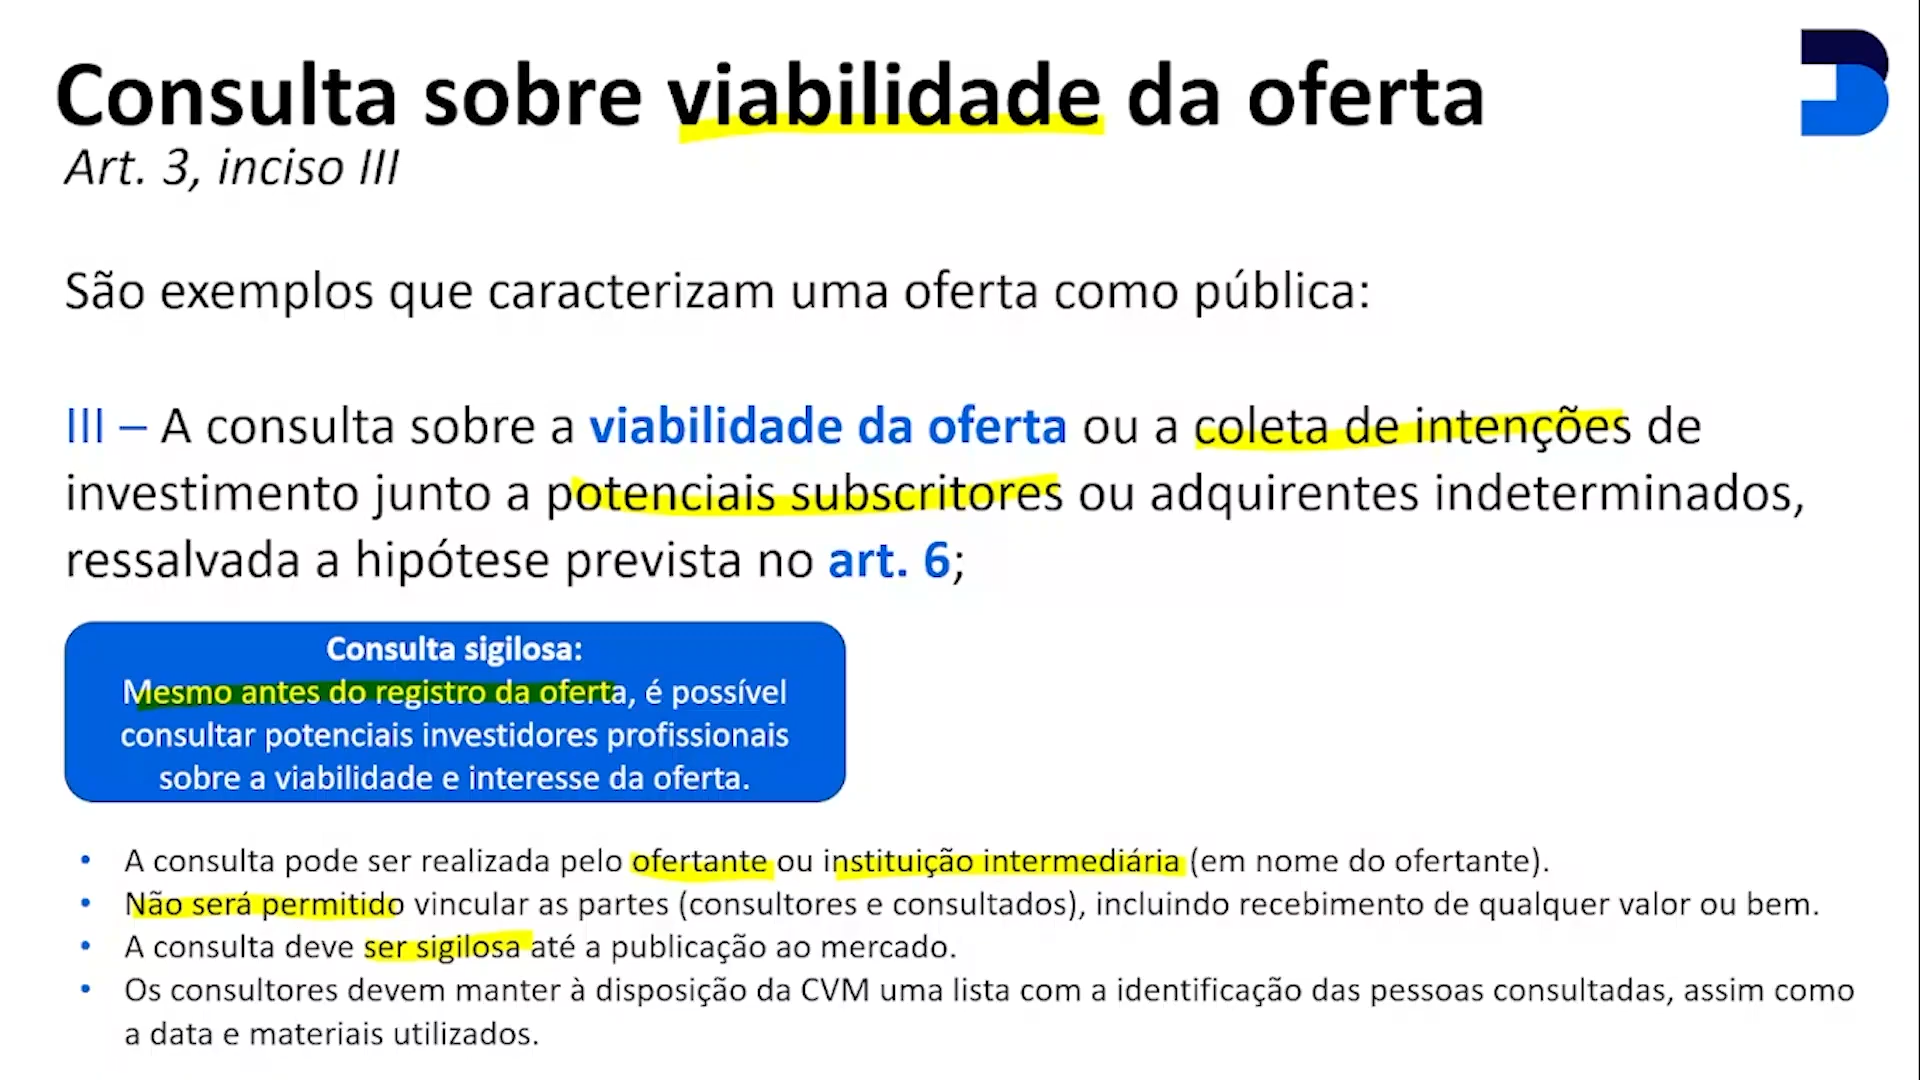 Consulta sobre viabilidade da oferta
Art. 3, inciso III
São exemplos que caracterizam uma oferta como pública:
III – A consulta sobre a viabilidade da oferta ou a coleta de intenções de
investimento junto a potenciais subscritores ou adquirentes indeterminados,
ressalvada a hipótese prevista no art. 6;
Consulta sigilosa:
Mesmo antes do registro da oferta, é possível
consultar potenciais investidores profissionais
sobre a viabilidade e interesse da oferta.
• A consulta pode ser realizada pelo ofertante ou instituição intermediária (em nome do ofertante).
• Não será permitido vincular as partes (consultores e consultados), incluindo recebimento de qualquer valor ou bem.
• A consulta deve ser sigilosa até a publicação ao mercado.
• Os consultores devem manter à disposição da CVM uma lista com a identificação das pessoas consultadas, assim como
a data e materiais utilizados.